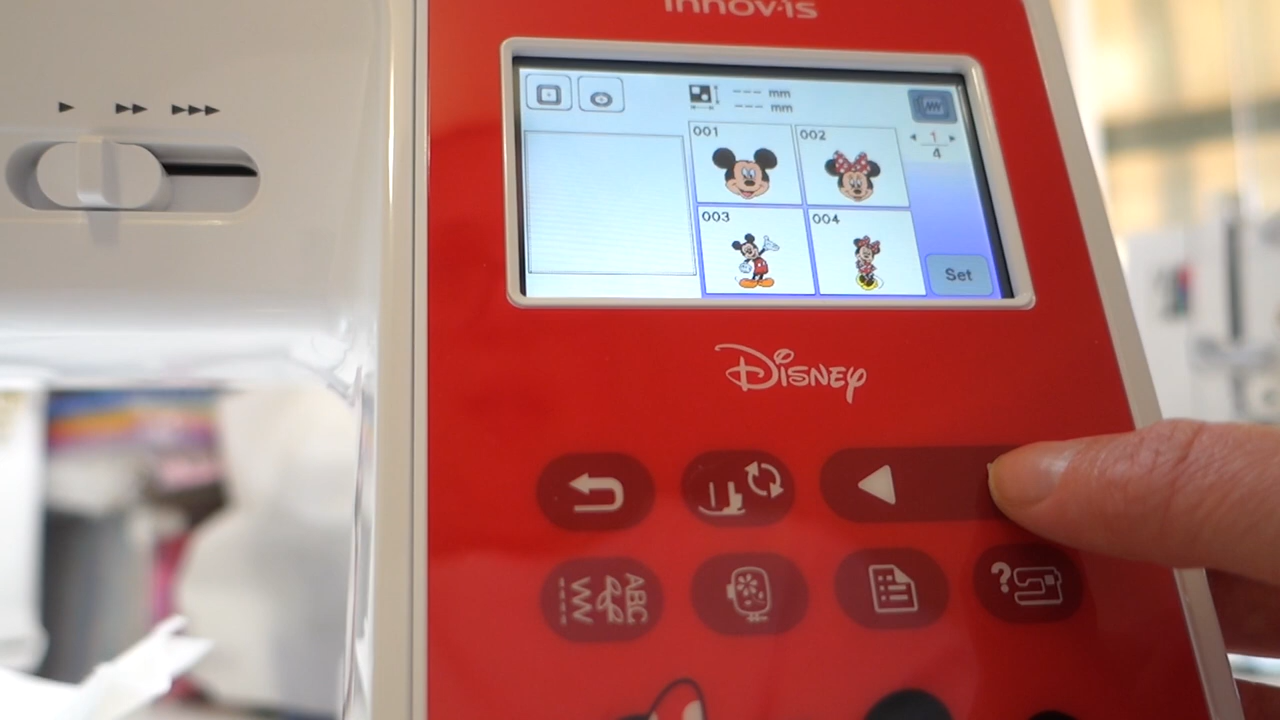 innov-is
--- mm
--- mm
001
002
1
4
003
004
Set
Disney
ABC
?